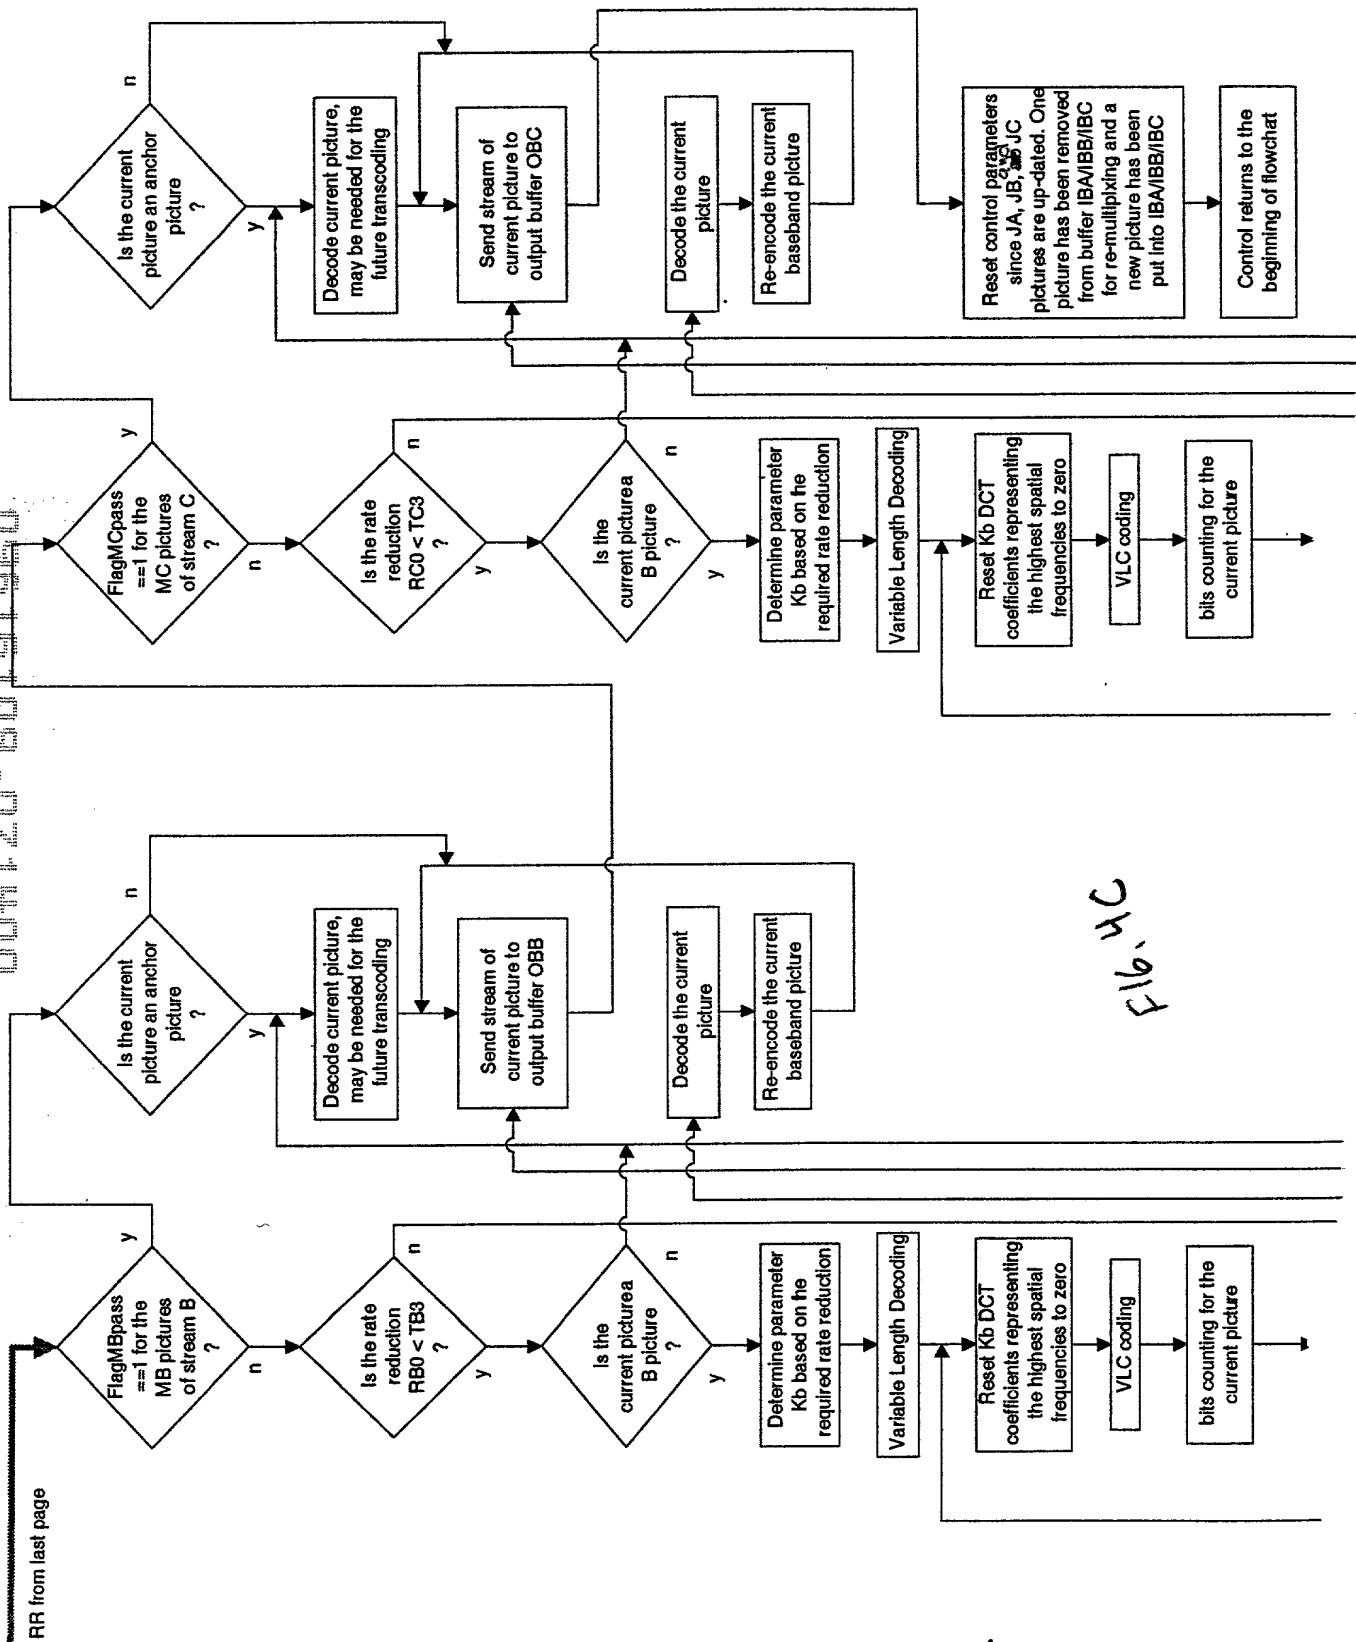 RR from last page
FlagMBpass
==1 for the
MB pictures
of stream B
?
y
n
Is the rate
reduction
RB0 < TB3
?
n
y
Is the
current picturea
B picture
?
n
y
Determine parameter
Kb based on he
required rate reduction
Variable Length Decoding
Reset Kb DCT
coefficients representing
the highest spatial
frequencies to zero
VLC coding
bits counting for the
current picture
Is the current
picture an anchor
picture
?
n
y
Decode current picture,
may be needed for the
future transcoding
Send stream of
current picture to
output buffer OBB
Decode the current
picture
Re-encode the current
baseband picture
FlagMCpass
==1 for the
MC pictures
of stream C
?
y
n
Is the rate
reduction
RC0 < TC3
?
n
y
Is the
current picturea
B picture
?
n
y
Determine parameter
Kb based on he
required rate reduction
Variable Length Decoding
Reset Kb DCT
coefficients representing
the highest spatial
frequencies to zero
VLC coding
bits counting for the
current picture
Is the current
picture an anchor
picture
?
n
y
Decode current picture,
may be needed for the
future transcoding
Send stream of
current picture to
output buffer OBC
Decode the current
picture
Re-encode the current
baseband picture
Reset control parameters
and
since JA, JB, JC
pictures are up-dated. One
picture has been removed
from buffer IBA/IBB/IBC
for re-multiplxing and a
new picture has been
put into IBA/IBB/IBC
Control returns to the
beginning of flowchat
FIG. 4C